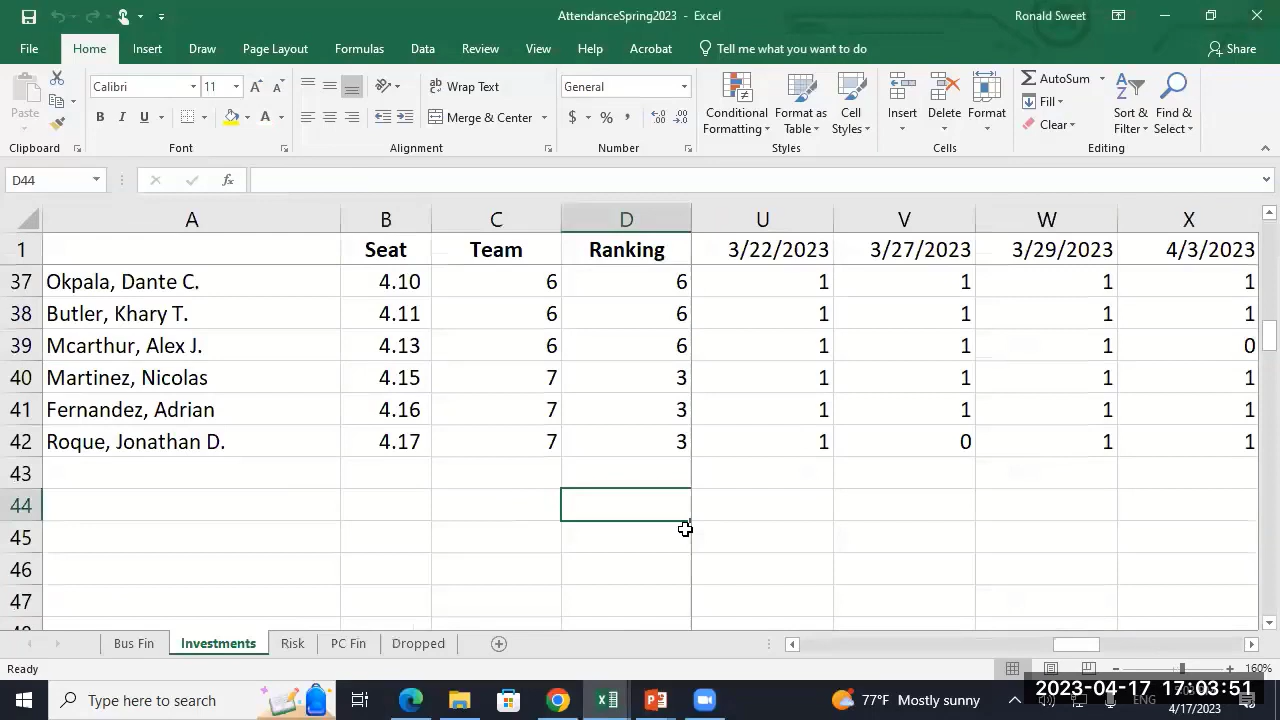 AttendanceSpring2023 - Excel
Ronald Sweet
File Home Insert Draw Page Layout Formulas Data Review View Help Acrobat Tell me what you want to do Share
Paste
Calibri 11
B I U
A A
Wrap Text
Merge & Center
General
$ % ,
Conditional Formatting
Format as Table
Cell Styles
Insert
Delete
Format
AutoSum
Fill
Clear
Sort & Filter
Find & Select
Clipboard Font Alignment Number Styles Cells Editing
D44 fx
A B C D U V W X
1 Seat Team Ranking 3/22/2023 3/27/2023 3/29/2023 4/3/2023
37 Okpala, Dante C. 4.10 6 6 1 1 1 1
38 Butler, Khary T. 4.11 6 6 1 1 1 1
39 Mcarthur, Alex J. 4.13 6 6 1 1 1 0
40 Martinez, Nicolas 4.15 7 3 1 1 1 1
41 Fernandez, Adrian 4.16 7 3 1 1 1 1
42 Roque, Jonathan D. 4.17 7 3 1 0 1 1
43
44
45
46
47
Bus Fin Investments Risk PC Fin Dropped
Ready 160%
Type here to search
77°F Mostly sunny
ENG
2023-04-17 17:03:51
4/17/2023